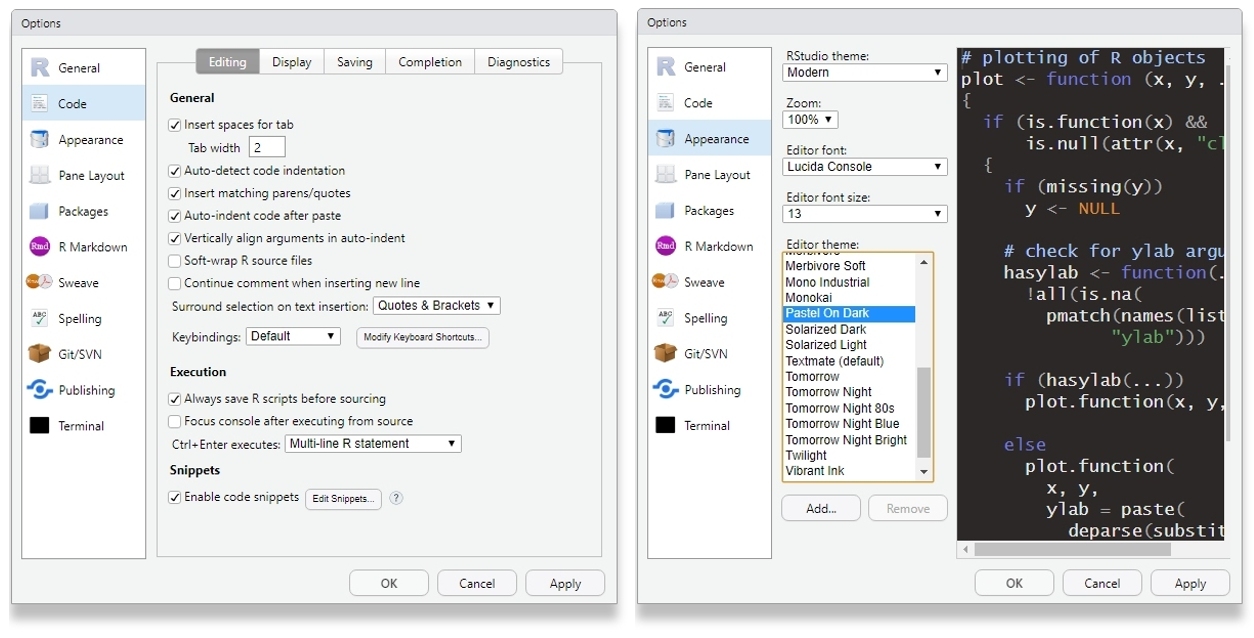 Options
General
Code
Appearance
Pane Layout
Packages
Rmd R Markdown
Sweave
ABC Spelling
Git/SVN
Publishing
Terminal
Editing Display Saving Completion Diagnostics
General
Insert spaces for tab
Tab width 2
Auto-detect code indentation
Insert matching parens/quotes
Auto-indent code after paste
Vertically align arguments in auto-indent
Soft-wrap R source files
Continue comment when inserting new line
Surround selection on text insertion: Quotes & Brackets
Keybindings: Default Modify Keyboard Shortcuts...
Execution
Always save R scripts before sourcing
Focus console after executing from source
Ctrl+Enter executes: Multi-line R statement
Snippets
Enable code snippets Edit Snippets... ?
OK Cancel Apply
Options
General
Code
Appearance
Pane Layout
Packages
Rmd R Markdown
Sweave
ABC Spelling
Git/SVN
Publishing
Terminal
RStudio theme:
Modern
Zoom:
100%
Editor font:
Lucida Console
Editor font size:
13
Editor theme:
Merbivore
Merbivore Soft
Mono Industrial
Monokai
Pastel On Dark
Solarized Dark
Solarized Light
Textmate (default)
Tomorrow
Tomorrow Night
Tomorrow Night 80s
Tomorrow Night Blue
Tomorrow Night Bright
Twilight
Vibrant Ink
Add... Remove
# plotting of R objects
plot <- function (x, y, .
{
if (is.function(x) &&
is.null(attr(x, "cl
{
if (missing(y))
y <- NULL
# check for ylab argu
hasylab <- function(.
!all(is.na(
pmatch(names(list
"ylab")))
if (hasylab(...))
plot.function(x, y,
else
plot.function(
x, y,
ylab = paste(
deparse(substit
OK Cancel Apply